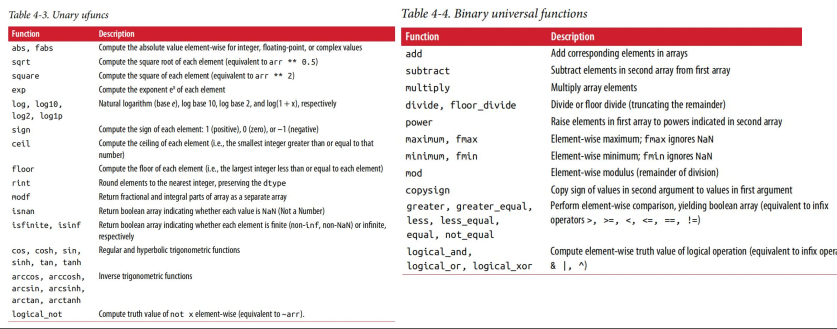 Table 4-3. Unary ufuncs
Function Description
abs, fabs Compute the absolute value element-wise for integer, floating-point, or complex values
sqrt Compute the square root of each element (equivalent to arr ** 0.5)
square Compute the square of each element (equivalent to arr ** 2)
exp Compute the exponent eˣ of each element
log, log10, Natural logarithm (base e), log base 10, log base 2, and log(1 + x), respectively
log2, log1p
sign Compute the sign of each element: 1 (positive), 0 (zero), or –1 (negative)
ceil Compute the ceiling of each element (i.e., the smallest integer greater than or equal to that
number)
floor Compute the floor of each element (i.e., the largest integer less than or equal to each element)
rint Round elements to the nearest integer, preserving the dtype
modf Return fractional and integral parts of array as a separate array
isnan Return boolean array indicating whether each value is NaN (Not a Number)
isfinite, isinf Return boolean array indicating whether each element is finite (non-inf, non-NaN) or infinite,
respectively
cos, cosh, sin, Regular and hyperbolic trigonometric functions
sinh, tan, tanh
arccos, arccosh, Inverse trigonometric functions
arcsin, arcsinh,
arctan, arctanh
logical_not Compute truth value of not x element-wise (equivalent to ~arr).
Table 4-4. Binary universal functions
Function Description
add Add corresponding elements in arrays
subtract Subtract elements in second array from first array
multiply Multiply array elements
divide, floor_divide Divide or floor divide (truncating the remainder)
power Raise elements in first array to powers indicated in second array
maximum, fmax Element-wise maximum; fmax ignores NaN
minimum, fmin Element-wise minimum; fmin ignores NaN
mod Element-wise modulus (remainder of division)
copysign Copy sign of values in second argument to values in first argument
greater, greater_equal, Perform element-wise comparison, yielding boolean array (equivalent to infix
less, less_equal, operators >, >=, <, <=, ==, !=)
equal, not_equal
logical_and, Compute element-wise truth value of logical operation (equivalent to infix opera
logical_or, logical_xor & |, ^)